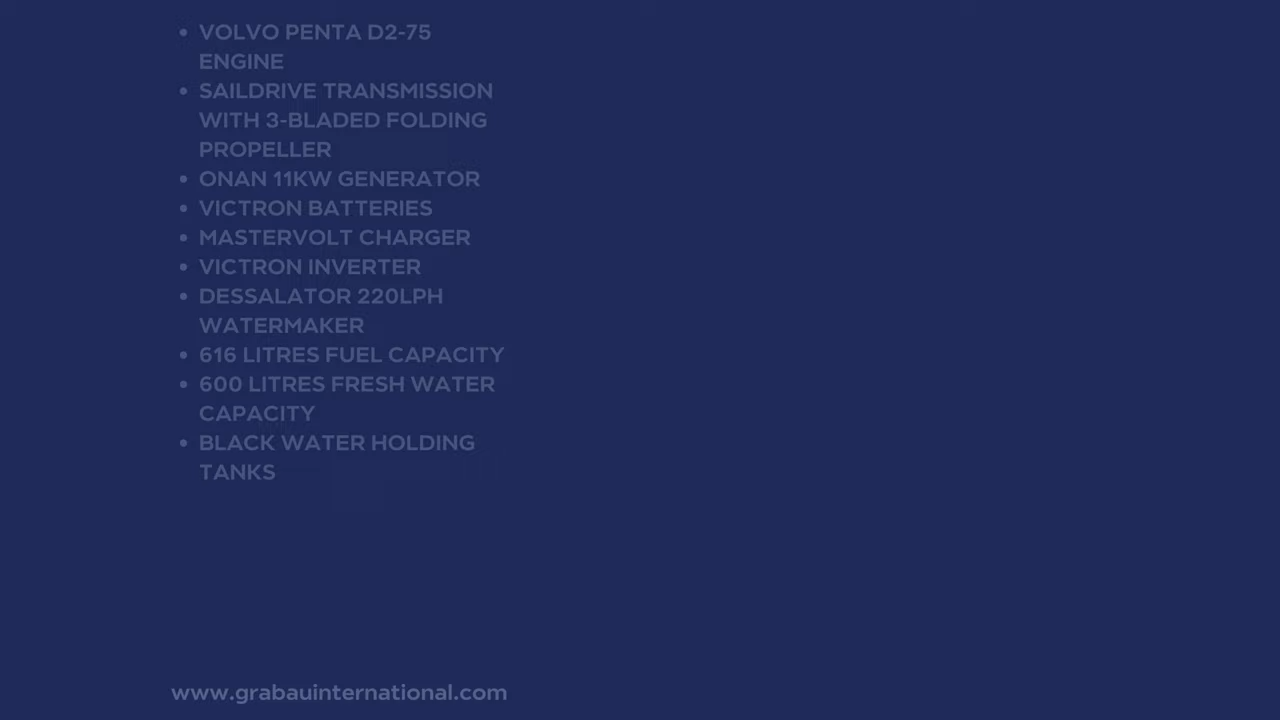 • VOLVO PENTA D2-75
ENGINE
• SAILDRIVE TRANSMISSION
WITH 3-BLADED FOLDING
PROPELLER
• ONAN 11KW GENERATOR
• VICTRON BATTERIES
• MASTERVOLT CHARGER
• VICTRON INVERTER
• DESSALATOR 220LPH
WATERMAKER
• 616 LITRES FUEL CAPACITY
• 600 LITRES FRESH WATER
CAPACITY
• BLACK WATER HOLDING
TANKS
www.grabauinternational.com